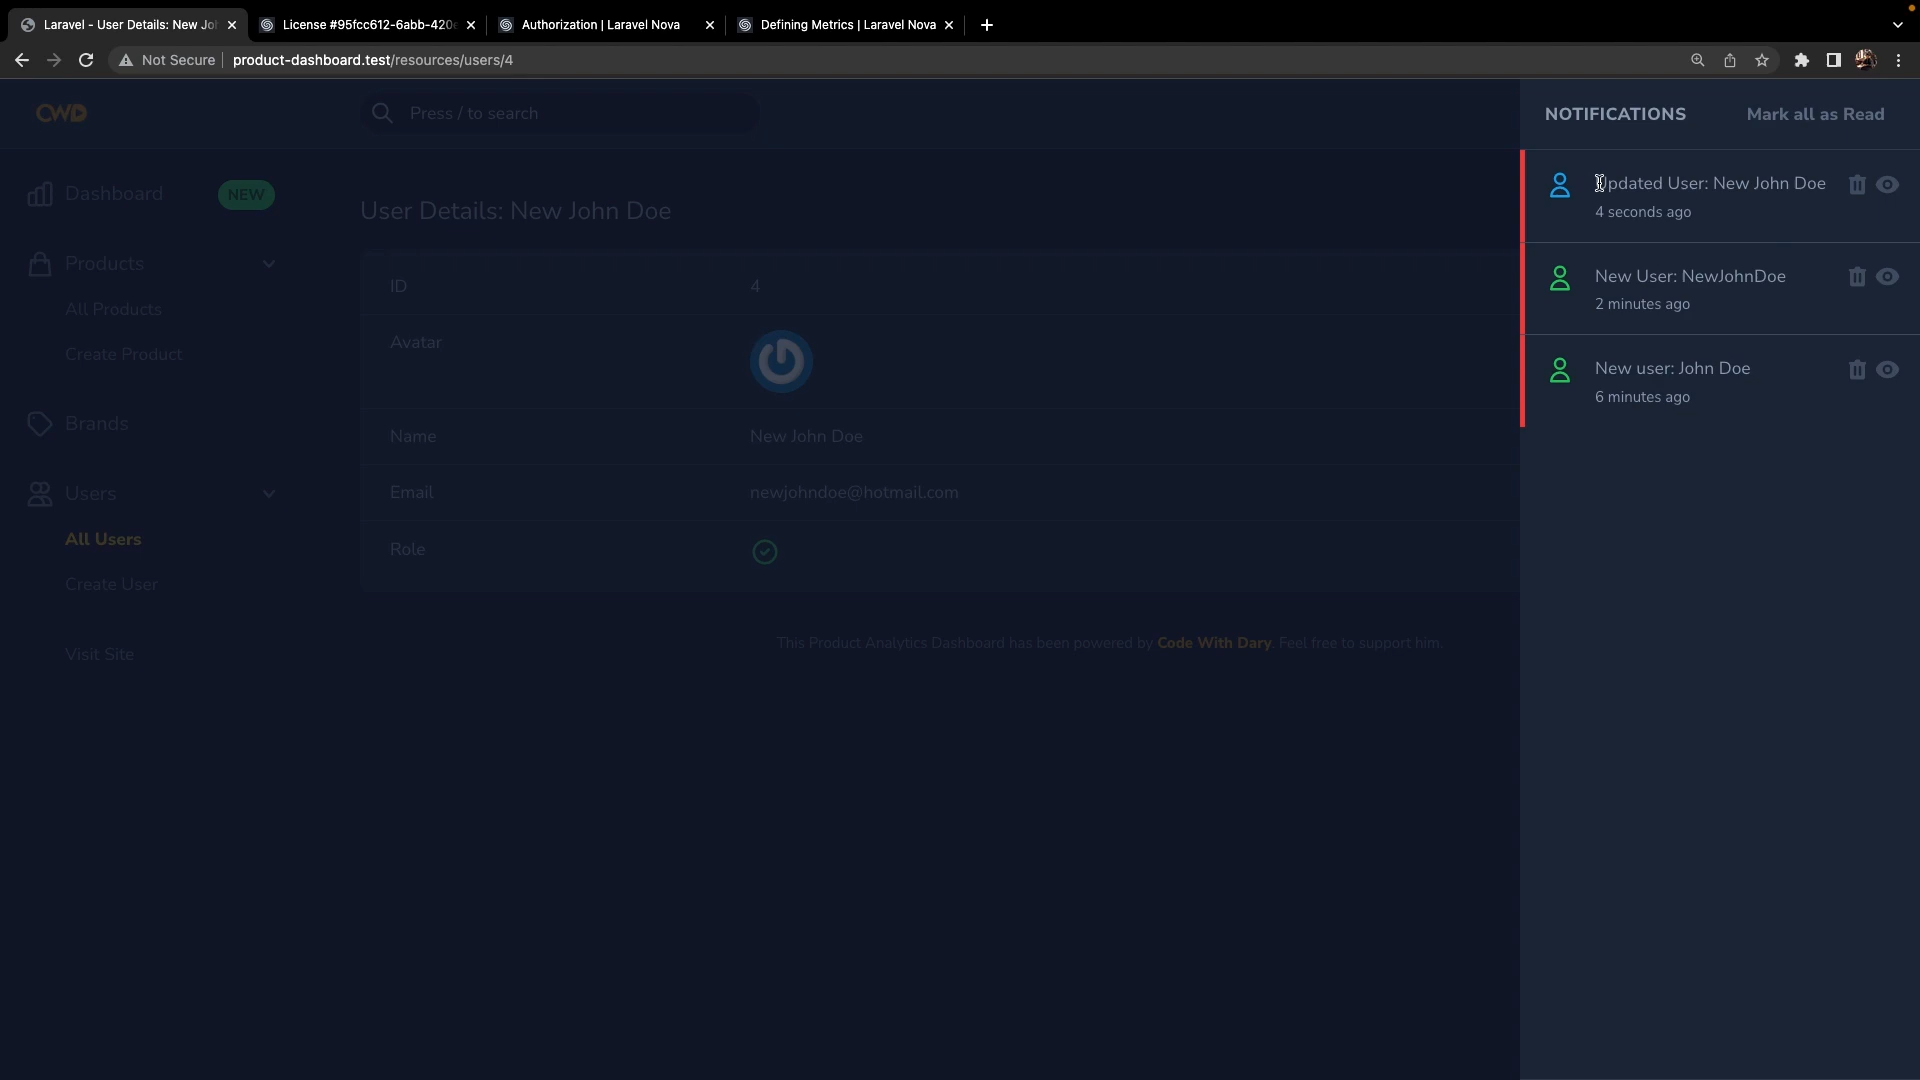 Laravel - User Details: New Jo
License #95fcc612-6abb-420
Authorization | Laravel Nova
Defining Metrics | Laravel Nova
Not Secure
product-dashboard.test/resources/users/4
CWD
Press / to search
NOTIFICATIONS
Mark all as Read
Dashboard
NEW
Products
All Products
Create Product
Brands
Users
All Users
Create User
Visit Site
User Details: New John Doe
ID
4
Avatar
Name
New John Doe
Email
newjohndoe@hotmail.com
Role
This Product Analytics Dashboard has been powered by Code With Dary. Feel free to support him.
Updated User: New John Doe
4 seconds ago
New User: NewJohnDoe
2 minutes ago
New user: John Doe
6 minutes ago